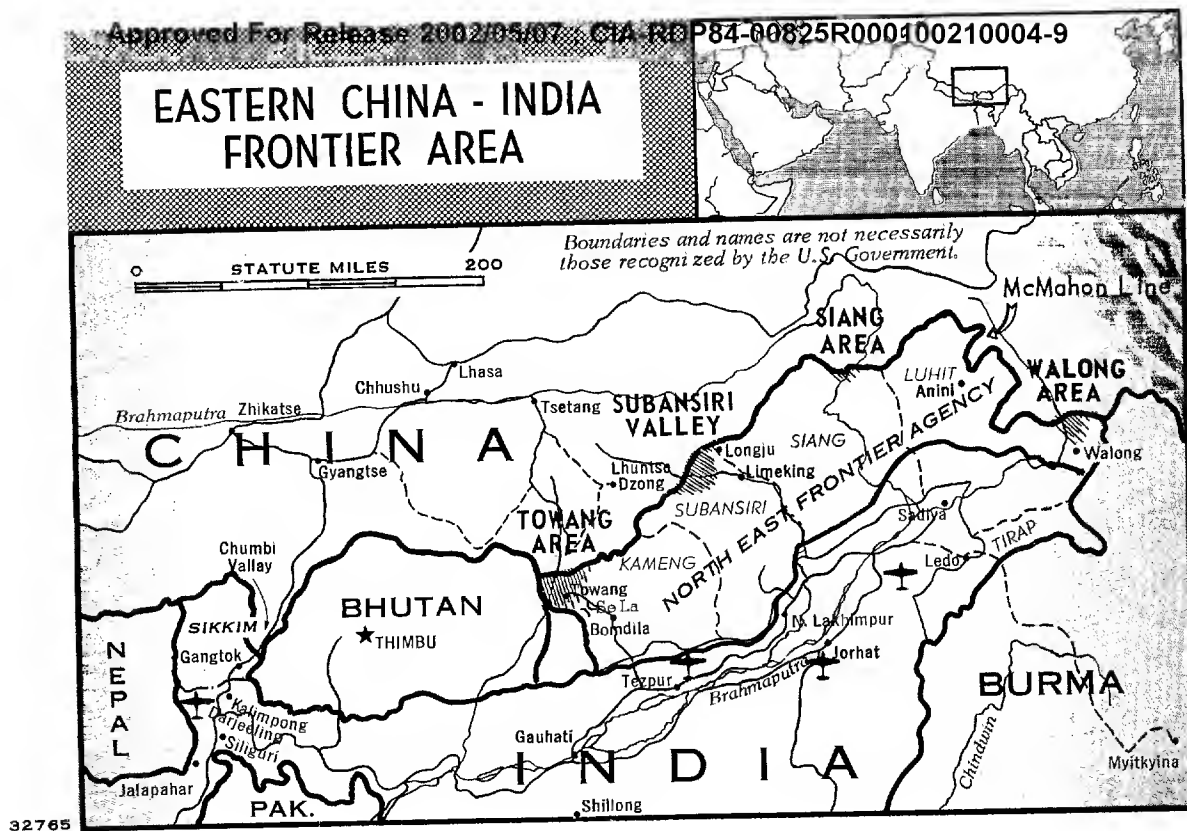 Approved For Release 2002/05/07 : CIA-RDP84-00825R000100210004-9
EASTERN CHINA - INDIA
FRONTIER AREA
Boundaries and names are not necessarily
those recognized by the U.S. Government.
0 STATUTE MILES 200
McMahon Line
SIANG
AREA
LUHIT
Anini
WALONG
AREA
Lhasa
Chhushu
Brahmaputra
Zhikatse
Tsetang
SUBANSIRI
VALLEY
CHINA
Gyangtse
Longju
SIANG
Walong
Lhuntse
Dzong
Limeking
SUBANSIRI
NORTH EAST FRONTIER AGENCY
Sadiya
TOWANG
AREA
KAMENG
TIRAP
Ledo
Chumbi
Vallay
Towang
Se La
Bomdila
BHUTAN
THIMBU
SIKKIM
Gangtok
N. Lakhimpur
Jorhat
NEPAL
Tezpur
Brahmaputra
BURMA
Kalimpong
Darjeeling
Siliguri
Gauhati
INDIA
Chindwin
Myitkyina
Jalapahar
PAK.
Shillong
32765